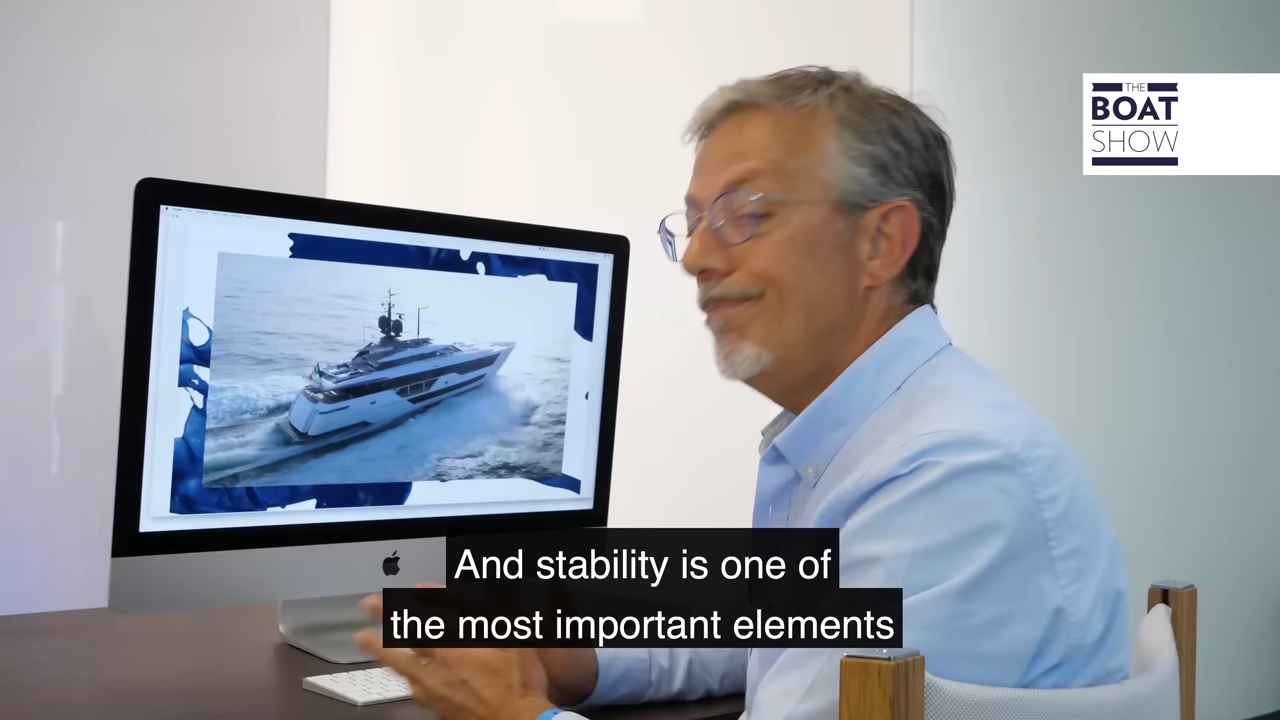 THE
BOAT
SHOW
And stability is one of
the most important elements